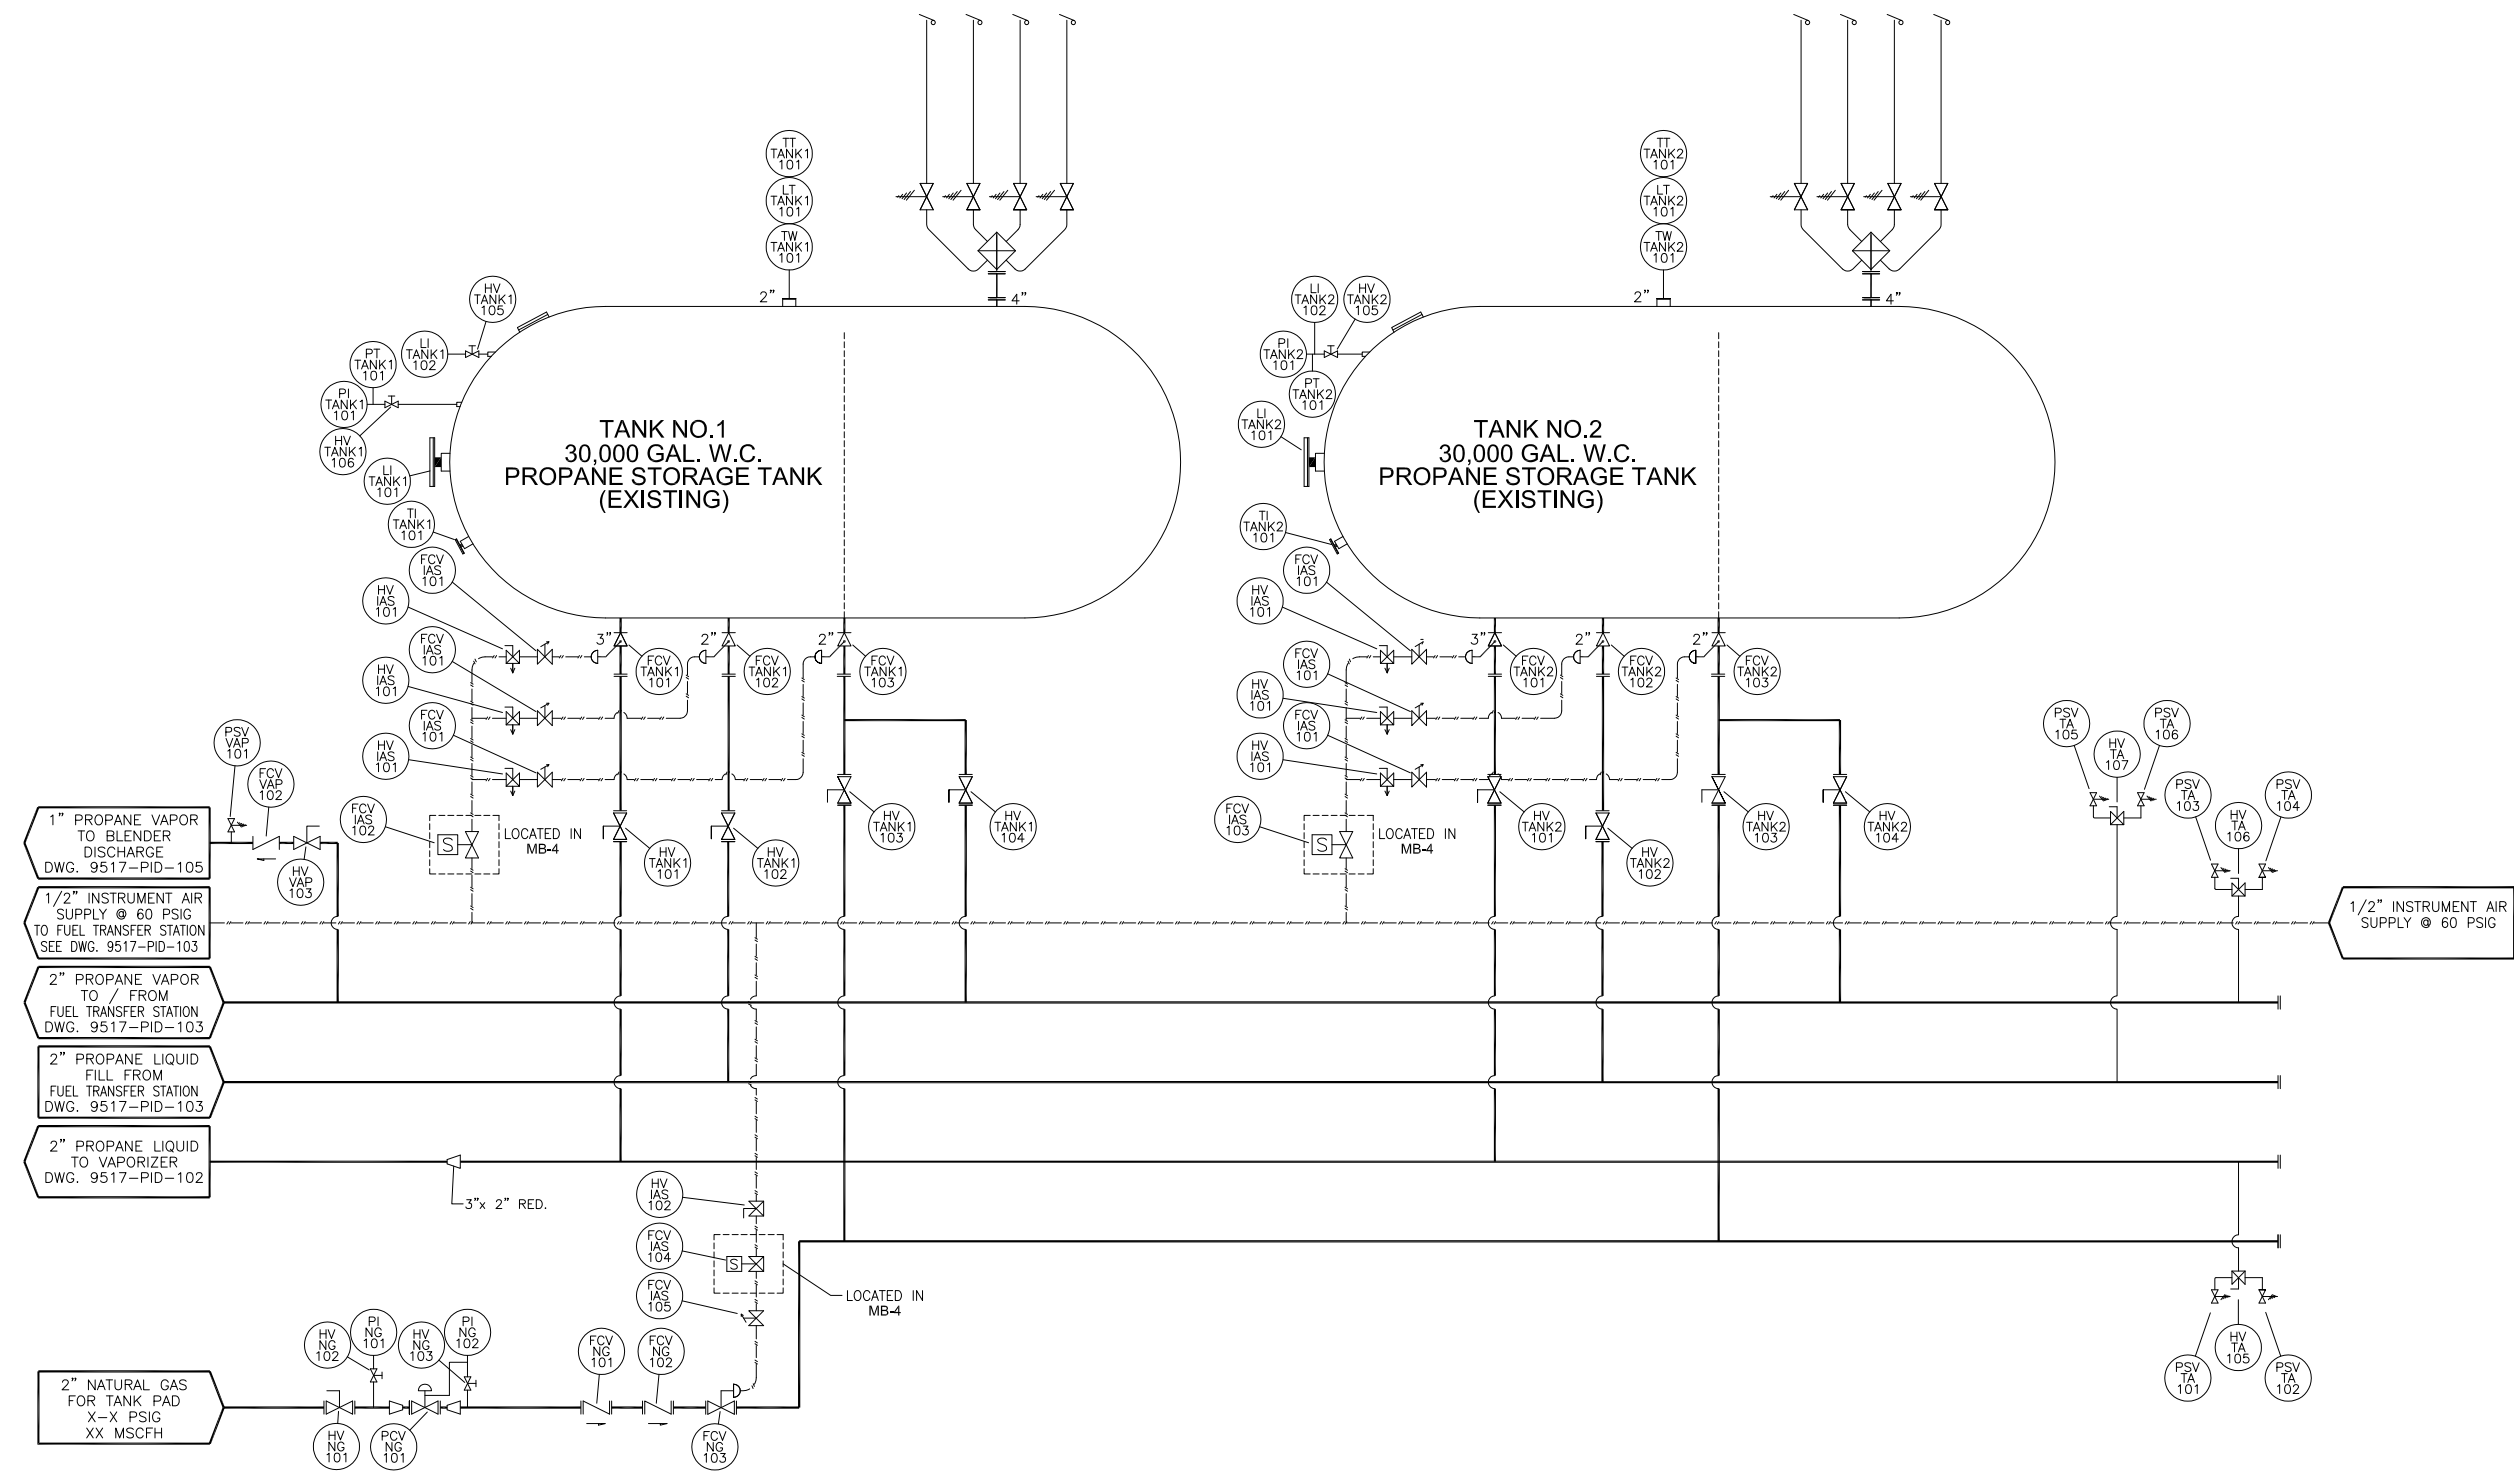 TT
TANK1
101
LT
TANK1
101
TW
TANK1
101
2"
4"
HV
TANK1
105
LI
TANK1
102
PT
TANK1
101
PI
TANK1
101
HV
TANK1
106
LI
TANK1
101
TI
TANK1
101
TANK NO.1
30,000 GAL. W.C.
PROPANE STORAGE TANK
(EXISTING)
TT
TANK2
101
LT
TANK2
101
TW
TANK2
101
2"
4"
LI
TANK2
102
HV
TANK2
105
PI
TANK2
101
PT
TANK2
101
LI
TANK2
101
TI
TANK2
101
TANK NO.2
30,000 GAL. W.C.
PROPANE STORAGE TANK
(EXISTING)
FCV
IAS
101
HV
IAS
101
FCV
IAS
101
HV
IAS
101
FCV
IAS
101
HV
IAS
101
3"
2"
2"
FCV
TANK1
101
FCV
TANK1
102
FCV
TANK1
103
FCV
IAS
102
S
LOCATED IN
MB-4
HV
TANK1
101
HV
TANK1
102
HV
TANK1
103
HV
TANK1
104
FCV
IAS
101
HV
IAS
101
FCV
IAS
101
HV
IAS
101
FCV
IAS
101
HV
IAS
101
3"
2"
2"
FCV
TANK2
101
FCV
TANK2
102
FCV
TANK2
103
FCV
IAS
103
S
LOCATED IN
MB-4
HV
TANK2
101
HV
TANK2
102
HV
TANK2
103
HV
TANK2
104
PSV
TA
105
HV
TA
107
PSV
TA
106
PSV
TA
103
HV
TA
106
PSV
TA
104
PSV
VAP
101
FCV
VAP
102
HV
VAP
103
1" PROPANE VAPOR
TO BLENDER
DISCHARGE
DWG. 9517-PID-105
1/2" INSTRUMENT AIR
SUPPLY @ 60 PSIG
TO FUEL TRANSFER STATION
SEE DWG. 9517-PID-103
1/2" INSTRUMENT AIR
SUPPLY @ 60 PSIG
2" PROPANE VAPOR
TO / FROM
FUEL TRANSFER STATION
DWG. 9517-PID-103
2" PROPANE LIQUID
FILL FROM
FUEL TRANSFER STATION
DWG. 9517-PID-103
2" PROPANE LIQUID
TO VAPORIZER
DWG. 9517-PID-102
3"x 2" RED.
HV
IAS
102
FCV
IAS
104
S
FCV
IAS
105
LOCATED IN
MB-4
HV
NG
102
PI
NG
101
HV
NG
103
PI
NG
102
FCV
NG
101
FCV
NG
102
HV
NG
101
PCV
NG
101
FCV
NG
103
2" NATURAL GAS
FOR TANK PAD
X-X PSIG
XX MSCFH
PSV
TA
101
HV
TA
105
PSV
TA
102